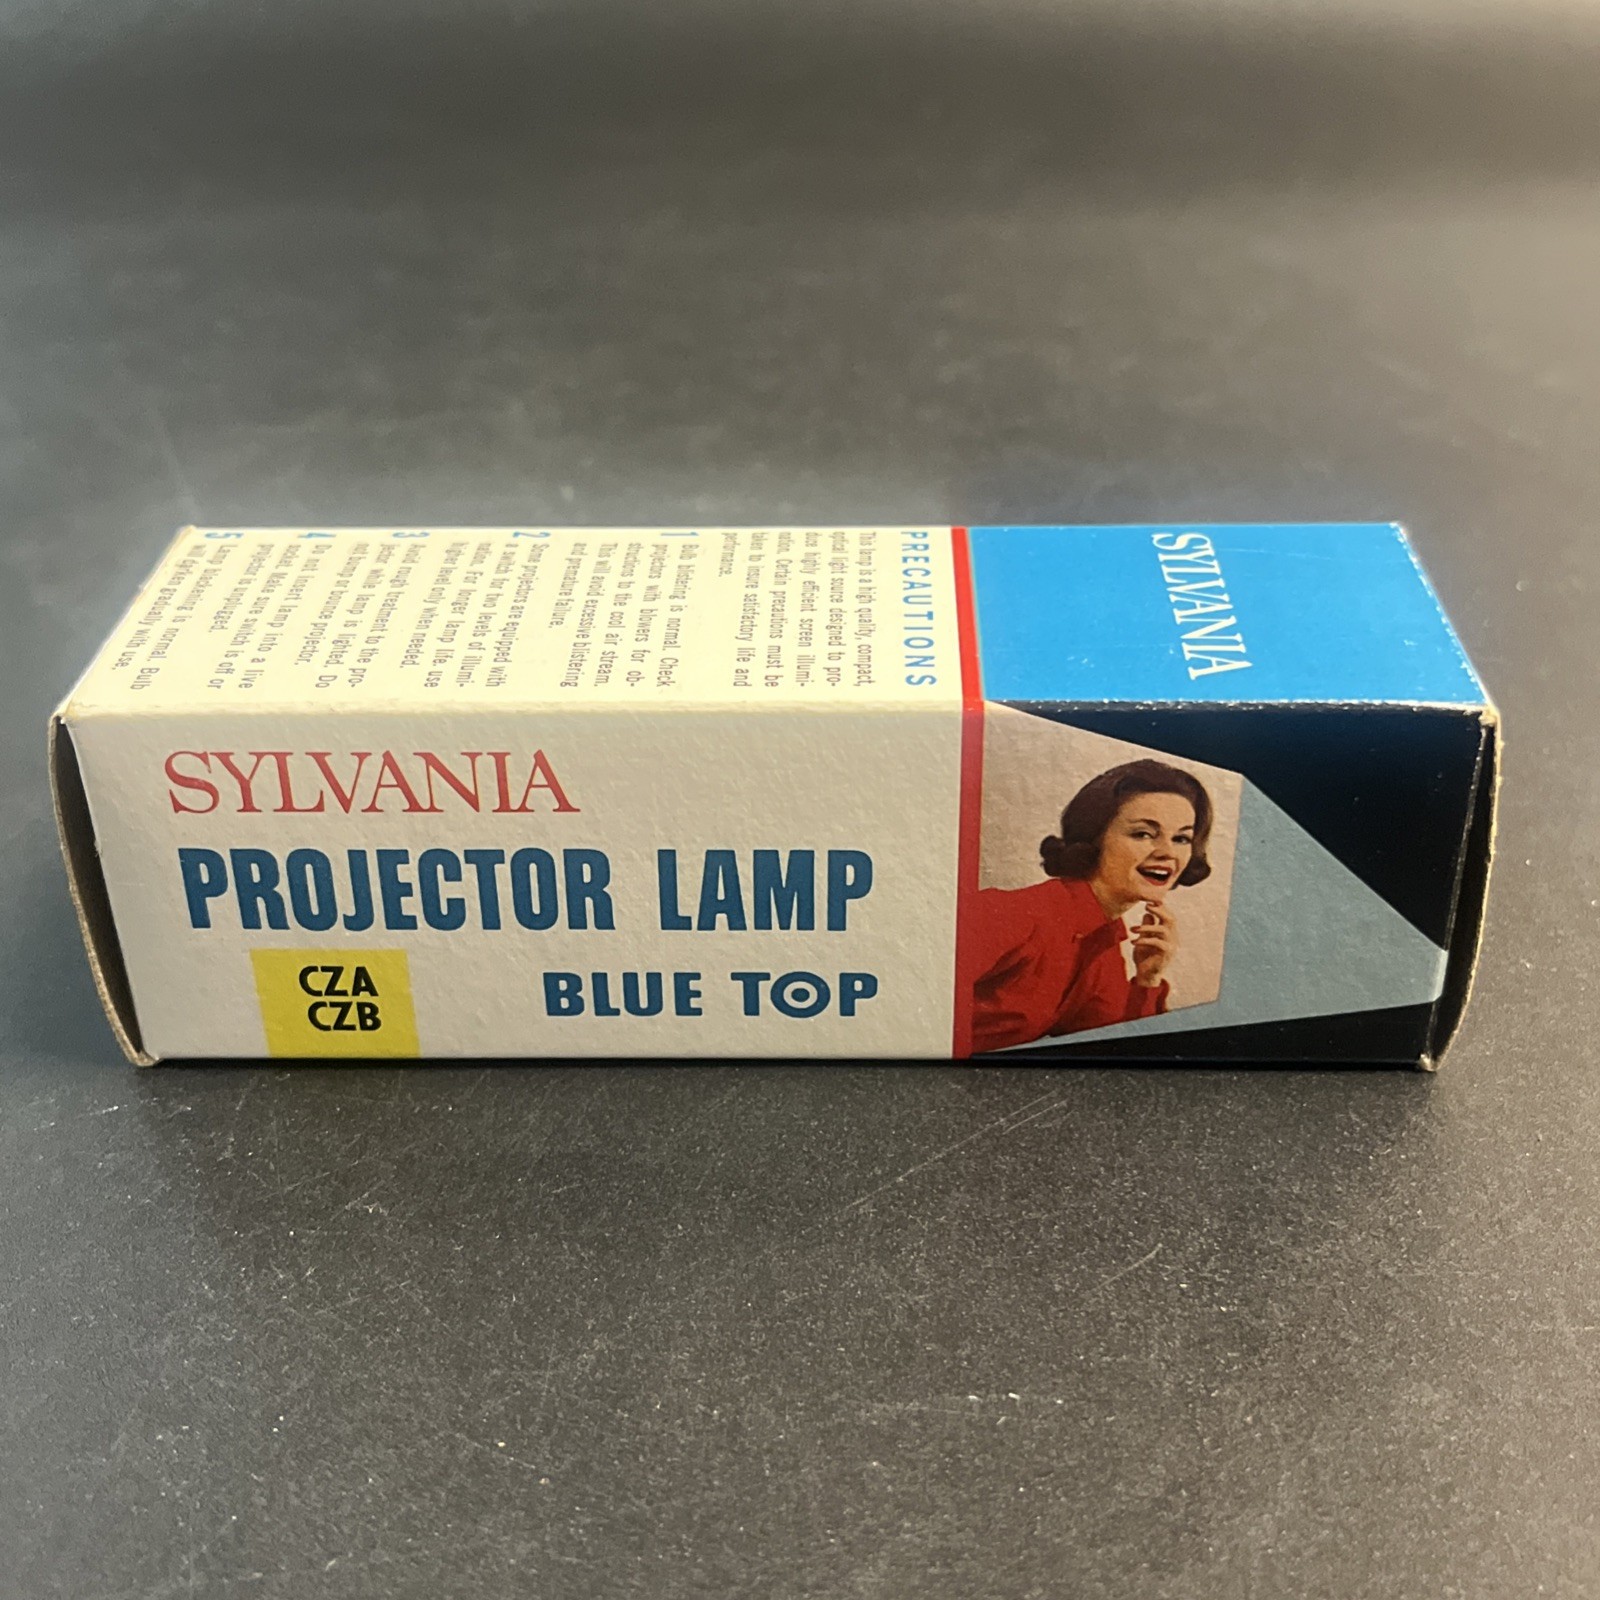 SYLVANIA
PROJECTOR LAMP
CZA
CZB
BLUE TOP
SYLVANIA
PRECAUTIONS
This lamp is a high quality, compact,
optical light source designed to pro-
duce highly efficient screen illumi-
nation. Certain precautions must be
taken to insure satisfactory life and
performance.
1 Bulb blistering is normal. Check
projectors with blowers for ob-
structions to the cool air stream.
This will avoid excessive blistering
and premature failure.
2 Some projectors are equipped with
a switch for two levels of illumi-
nation. For longer lamp life, use
higher level only when needed.
3 Avoid rough treatment to the pro-
jector while lamp is lighted. Do
not bump or bounce projector.
4 Do not insert lamp into a live
socket. Make sure switch is off or
projector is unplugged.
5 Lamp blackening is normal. Bulb
will darken gradually with use.